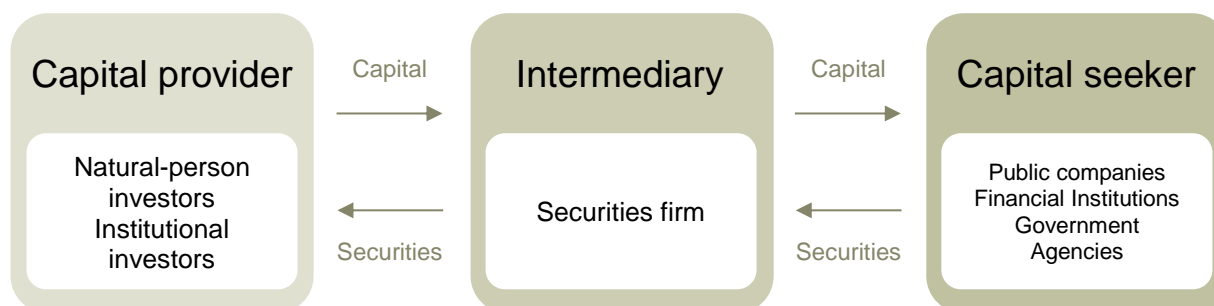 Capital provider
Natural-person
investors
Institutional
investors
Capital
Securities
Intermediary
Securities firm
Capital
Securities
Capital seeker
Public companies
Financial Institutions
Government
Agencies